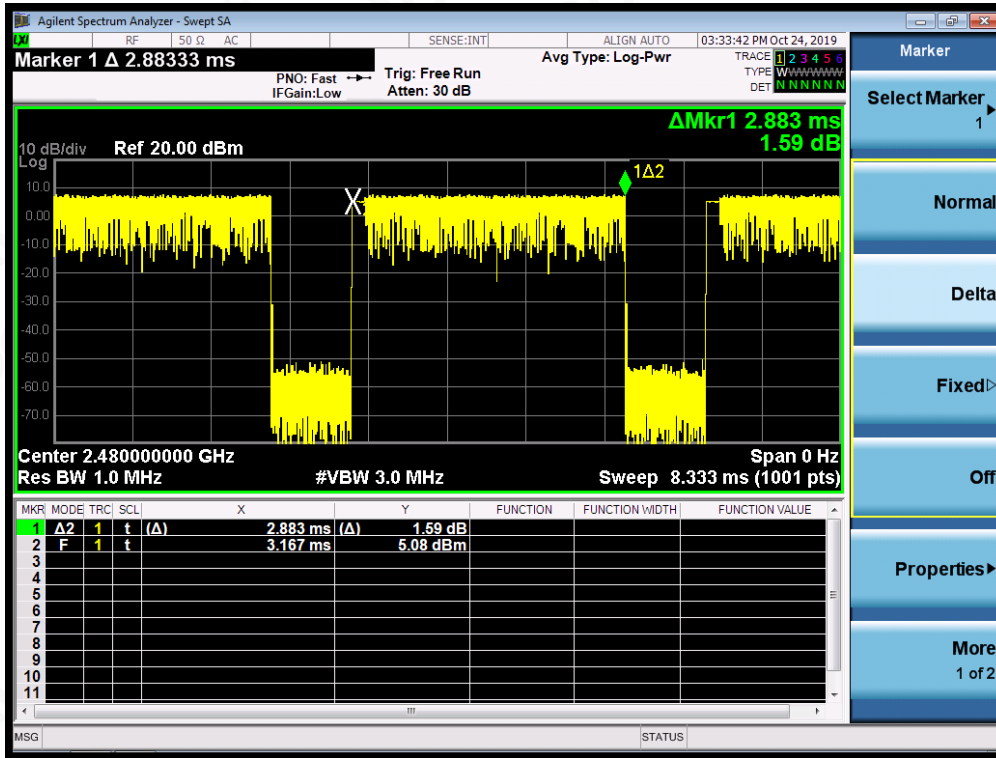 Agilent Spectrum Analyzer - Swept SA
LXI RF 50 Ω AC SENSE:INT ALIGN AUTO 03:33:42 PM Oct 24, 2019
Marker 1 Δ 2.88333 ms
PNO: Fast
IFGain:Low
Trig: Free Run
Atten: 30 dB
Avg Type: Log-Pwr
TRACE 1 2 3 4 5 6
TYPE WWWWWW
DET N N N N N N
ΔMkr1 2.883 ms
1.59 dB
10 dB/div Ref 20.00 dBm
Log
10.0
0.00
-10.0
-20.0
-30.0
-40.0
-50.0
-60.0
-70.0
1Δ2
Center 2.480000000 GHz Span 0 Hz
Res BW 1.0 MHz #VBW 3.0 MHz Sweep 8.333 ms (1001 pts)
MKR MODE TRC SCL X Y FUNCTION FUNCTION WIDTH FUNCTION VALUE
1 Δ2 1 t (Δ) 2.883 ms (Δ) 1.59 dB
2 F 1 t 3.167 ms 5.08 dBm
3
4
5
6
7
8
9
10
11
MSG STATUS
Marker
Select Marker
1
Normal
Delta
Fixed
Off
Properties
More
1 of 2